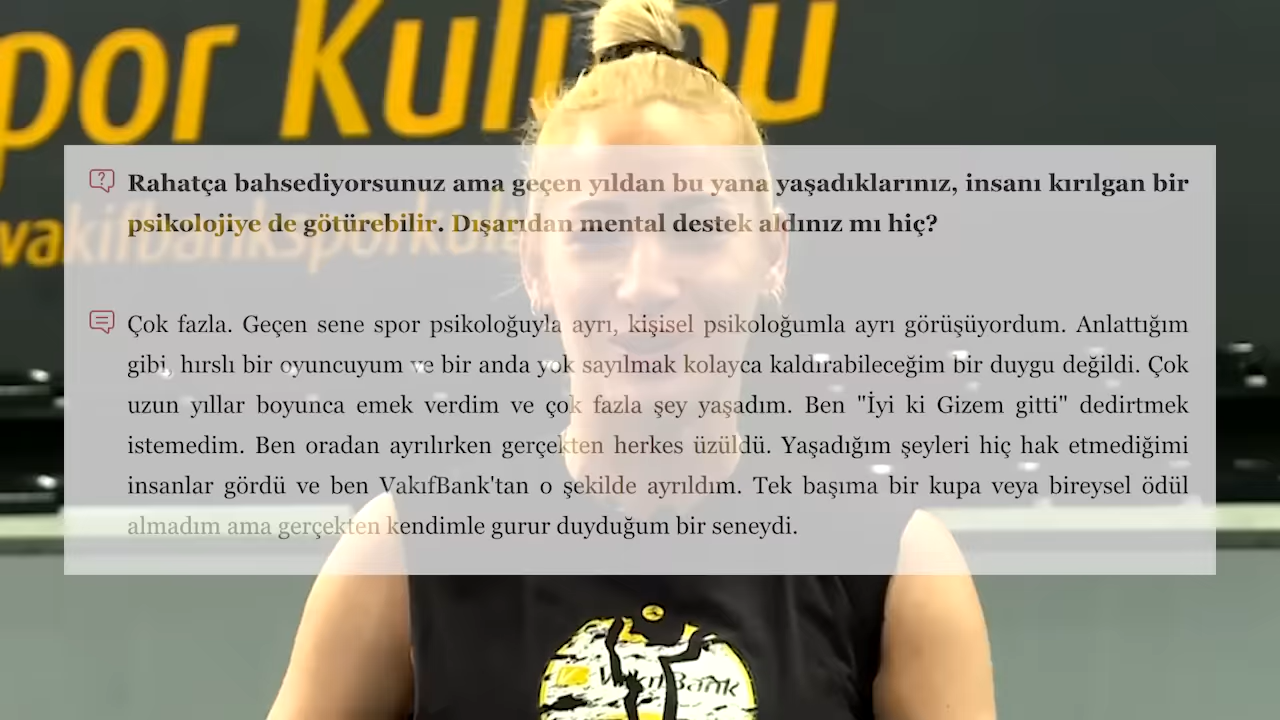 por Kulübü
vakifbanksporkulu
Rahatça bahsediyorsunuz ama geçen yıldan bu yana yaşadıklarınız, insanı kırılgan bir
psikolojiye de götürebilir. Dışarıdan mental destek aldınız mı hiç?
Çok fazla. Geçen sene spor psikoloğuyla ayrı, kişisel psikoloğumla ayrı görüşüyordum. Anlattığım
gibi, hırslı bir oyuncuyum ve bir anda yok sayılmak kolayca kaldırabileceğim bir duygu değildi. Çok
uzun yıllar boyunca emek verdim ve çok fazla şey yaşadım. Ben "İyi ki Gizem gitti" dedirtmek
istemedim. Ben oradan ayrılırken gerçekten herkes üzüldü. Yaşadığım şeyleri hiç hak etmediğimi
insanlar gördü ve ben VakıfBank'tan o şekilde ayrıldım. Tek başıma bir kupa veya bireysel ödül
almadım ama gerçekten kendimle gurur duyduğum bir seneydi.
VakıfBank